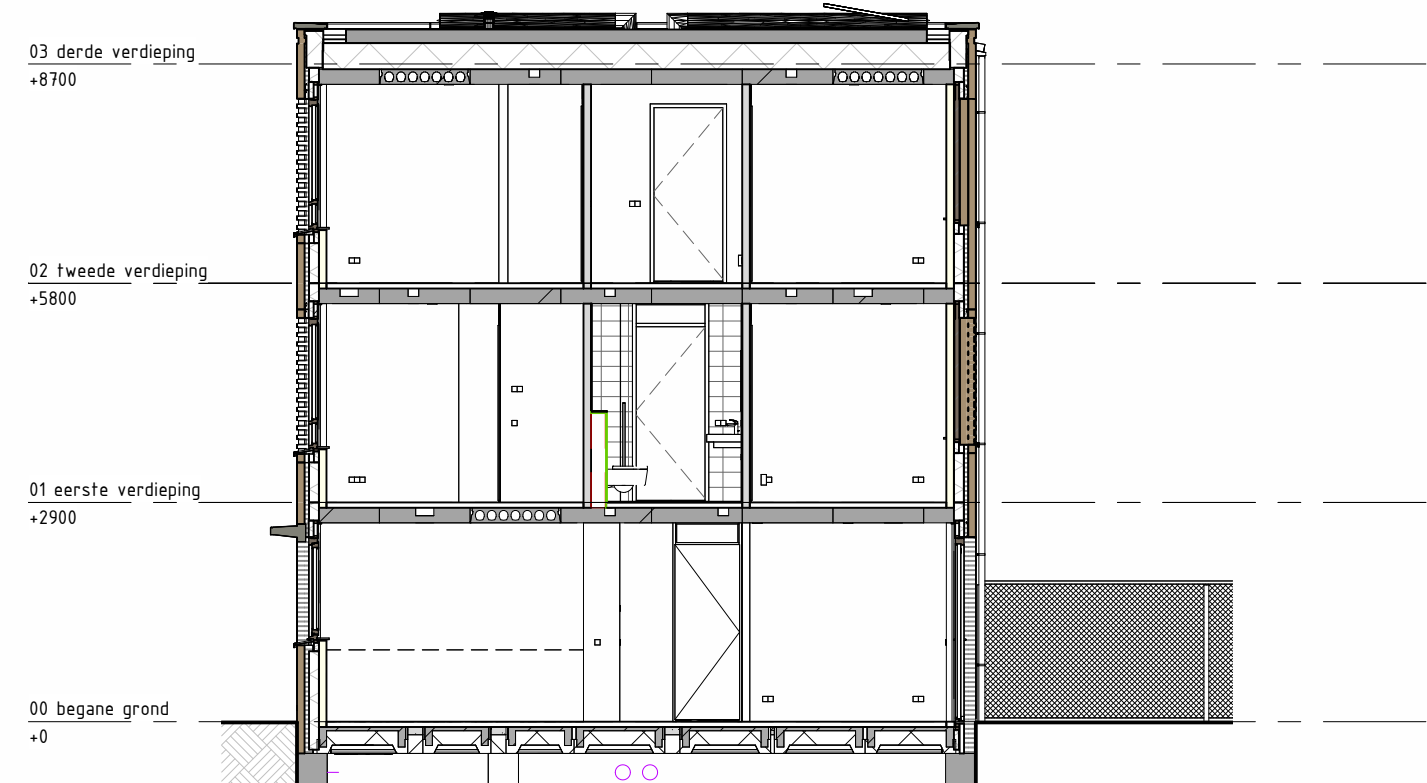 03 derde verdieping
+8700
02 tweede verdieping
+5800
01 eerste verdieping
+2900
00 begane grond
+0